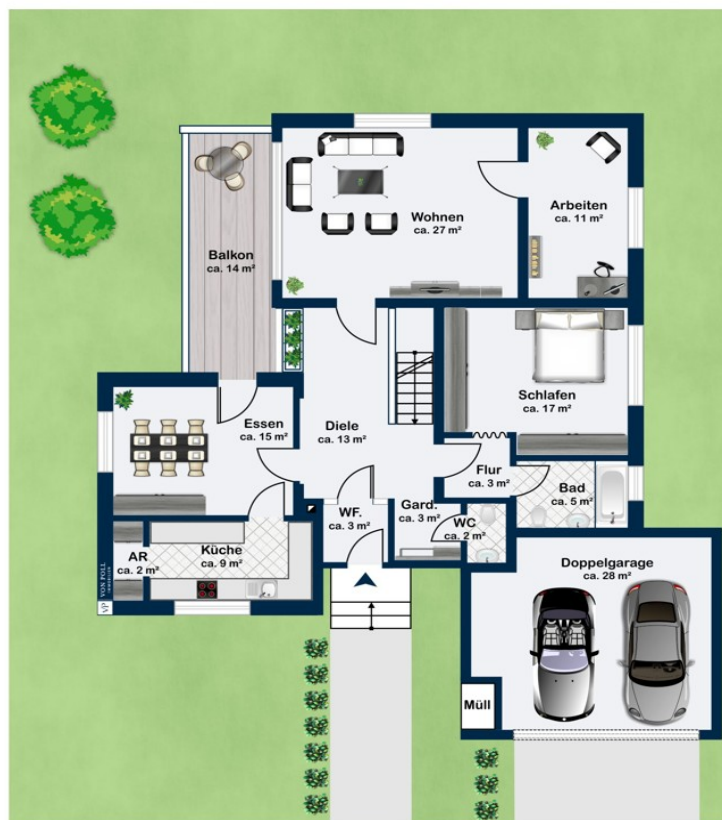 Wohnen
ca. 27 m²
Arbeiten
ca. 11 m²
Balkon
ca. 14 m²
Schlafen
ca. 17 m²
Essen
ca. 15 m²
Diele
ca. 13 m²
Flur
ca. 3 m²
Bad
ca. 5 m²
WF.
ca. 3 m²
Gard.
ca. 3 m²
WC
ca. 2 m²
AR
ca. 2 m²
Küche
ca. 9 m²
Doppelgarage
ca. 28 m²
Müll
VP VON POLL
IMMOBILIEN